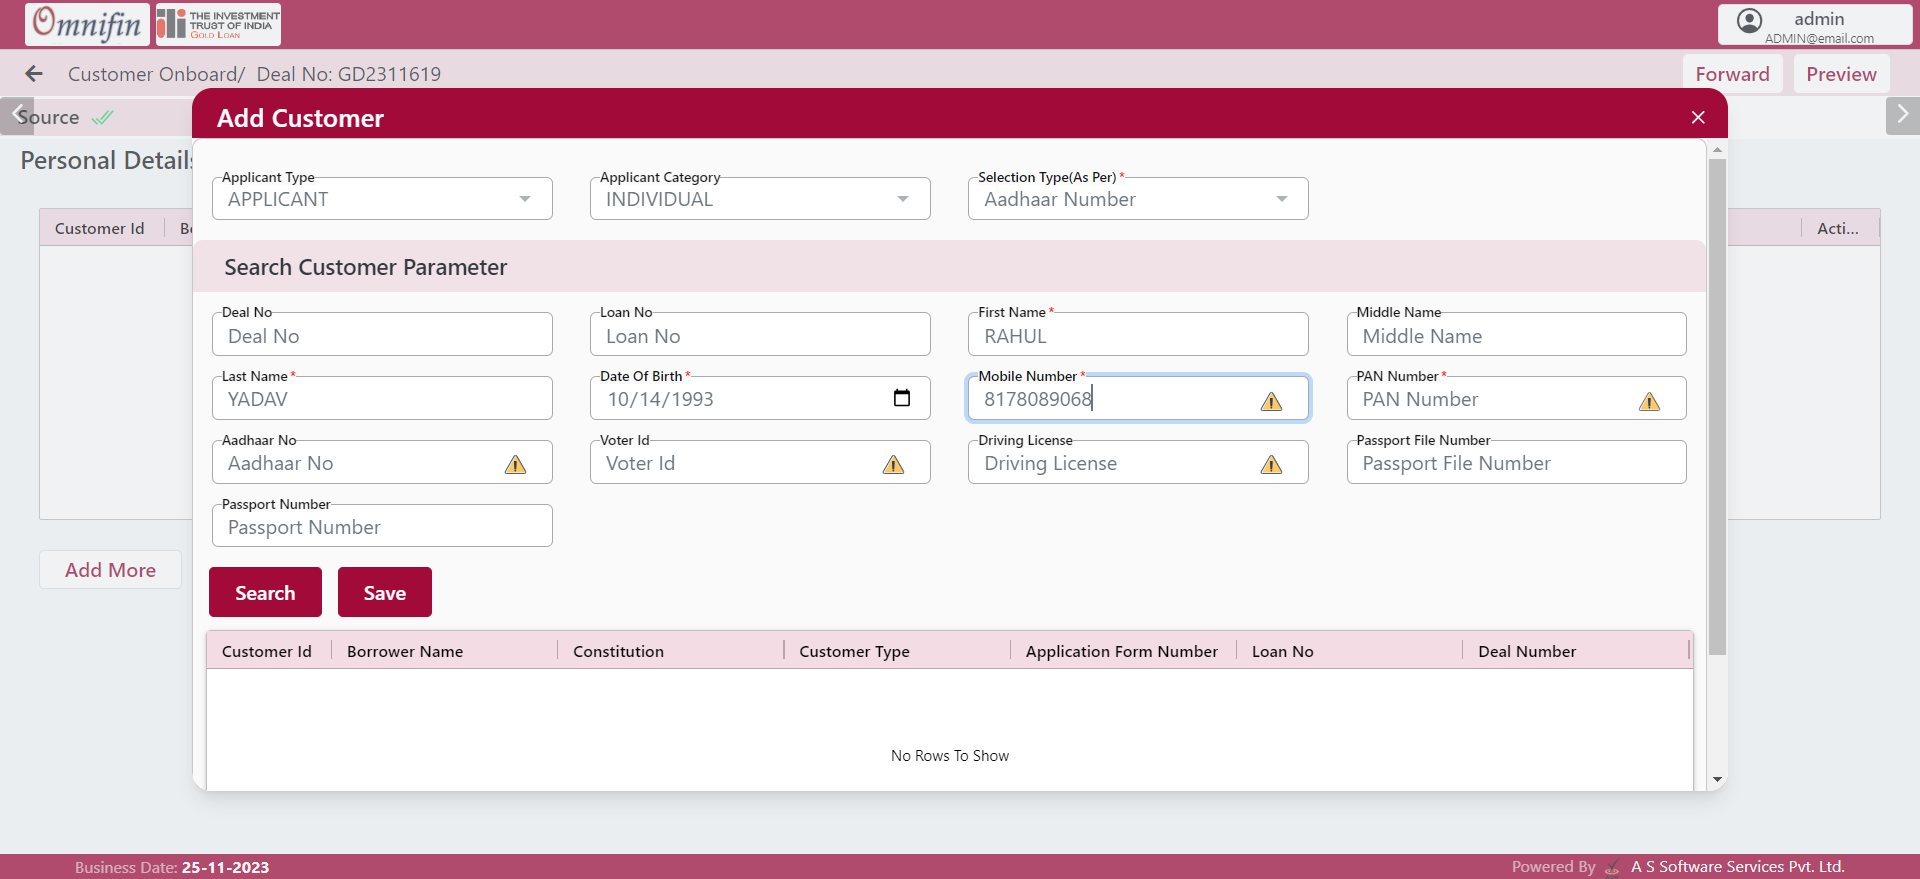 Omnifin
THE INVESTMENT
TRUST OF INDIA
GOLD LOAN
admin
ADMIN@email.com
Customer Onboard/ Deal No: GD2311619
Forward
Preview
Source
Add Customer
Personal Details
Applicant Type
APPLICANT
Applicant Category
INDIVIDUAL
Selection Type(As Per) *
Aadhaar Number
Customer Id
Acti...
Search Customer Parameter
Deal No
Deal No
Loan No
Loan No
First Name *
RAHUL
Middle Name
Middle Name
Last Name *
YADAV
Date Of Birth *
10/14/1993
Mobile Number *
8178089068
PAN Number *
PAN Number
Aadhaar No
Aadhaar No
Voter Id
Voter Id
Driving License
Driving License
Passport File Number
Passport File Number
Passport Number
Passport Number
Add More
Search
Save
Customer Id
Borrower Name
Constitution
Customer Type
Application Form Number
Loan No
Deal Number
No Rows To Show
Business Date: 25-11-2023
Powered By A S Software Services Pvt. Ltd.